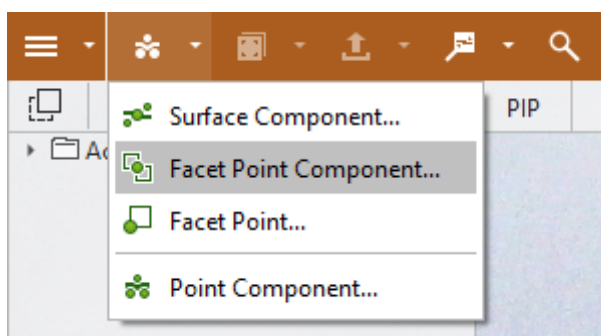 PIP
Surface Component...
Facet Point Component...
Facet Point...
Point Component...